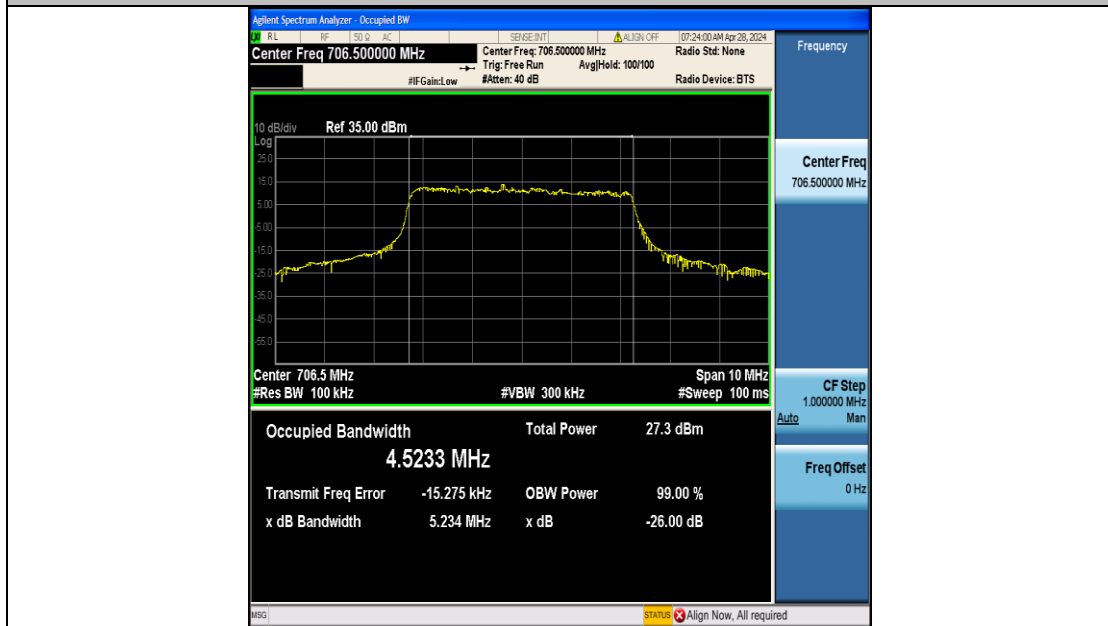 Agilent Spectrum Analyzer - Occupied BW
LXI RL RF 50 Ω AC SENSE:INT ALIGN OFF 07:24:00 AM Apr 28, 2024
Center Freq 706.500000 MHz Center Freq: 706.500000 MHz Radio Std: None
Trig: Free Run Avg|Hold: 100/100
#IFGain:Low #Atten: 40 dB Radio Device: BTS
10 dB/div Ref 35.00 dBm
Log
25.0
15.0
5.00
-5.00
-15.0
-25.0
-35.0
-45.0
-55.0
Center 706.5 MHz Span 10 MHz
#Res BW 100 kHz #VBW 300 kHz #Sweep 100 ms
Occupied Bandwidth Total Power 27.3 dBm
4.5233 MHz
Transmit Freq Error -15.275 kHz OBW Power 99.00 %
x dB Bandwidth 5.234 MHz x dB -26.00 dB
Frequency
Center Freq
706.500000 MHz
CF Step
1.000000 MHz
Auto Man
Freq Offset
0 Hz
MSG STATUS Align Now, All required